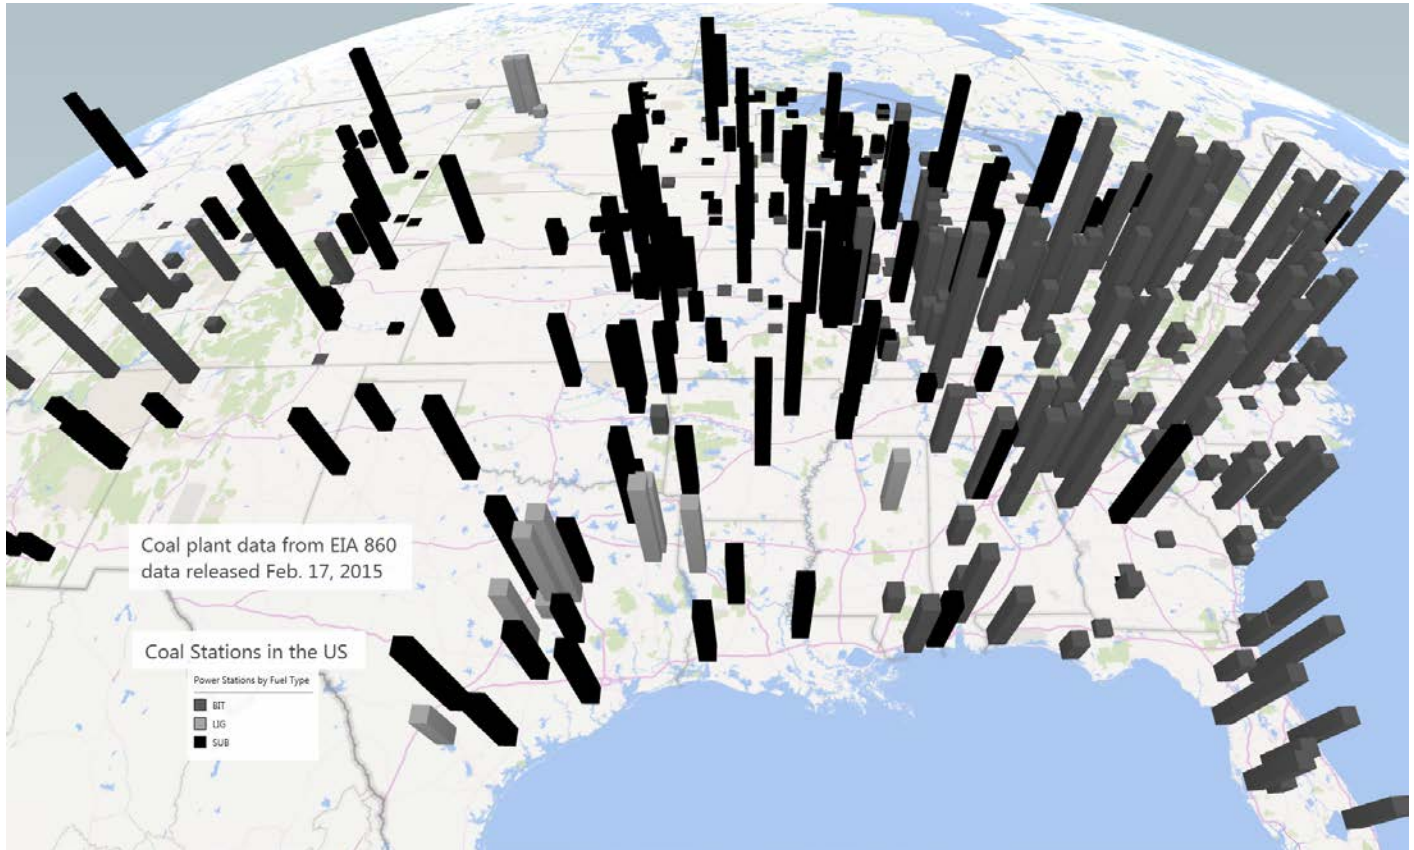 Coal plant data from EIA 860
data released Feb. 17, 2015
Coal Stations in the US
Power Stations by Fuel Type
BIT
LIG
SUB